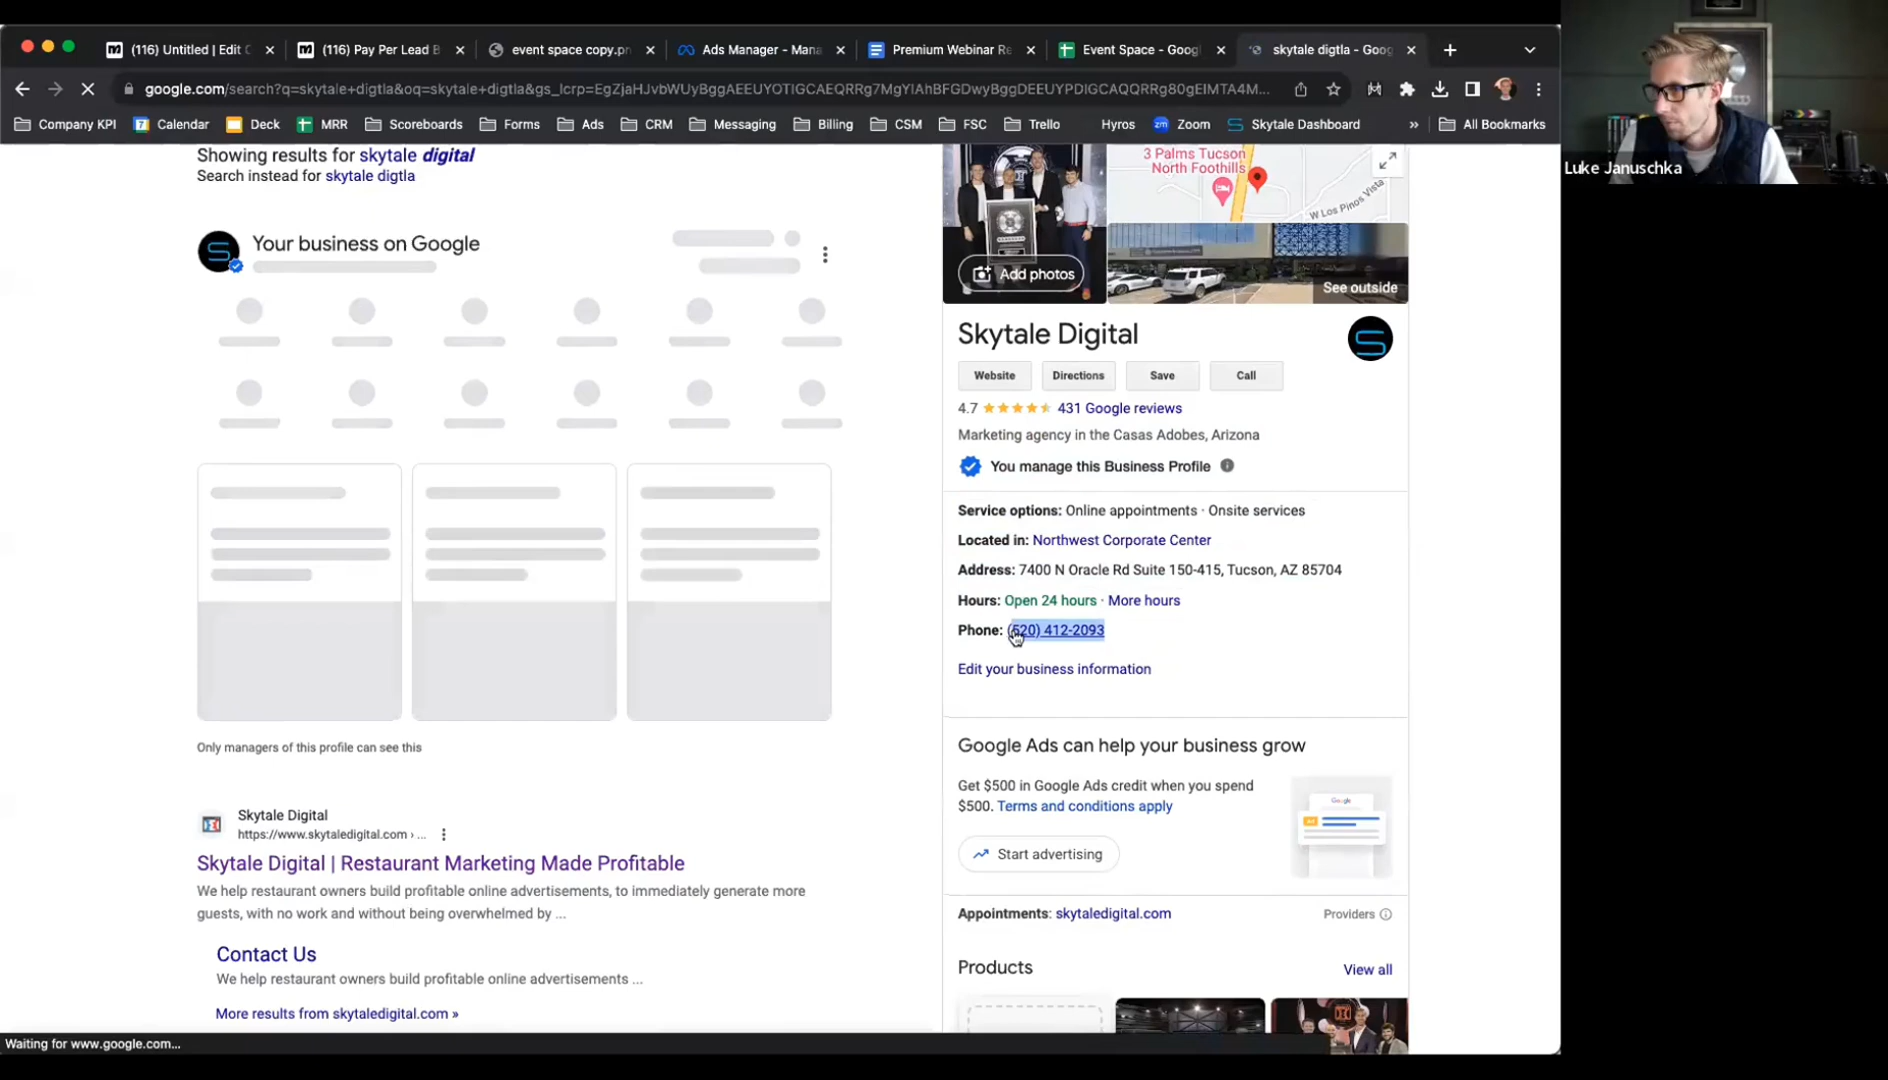 (116) Untitled | Edit C
(116) Pay Per Lead B
event space copy.pn
Ads Manager - Mana
Premium Webinar Re
Event Space - Googl
skytale digtla - Goog
google.com/search?q=skytale+digtla&oq=skytale+digtla&gs_lcrp=EgZjaHJvbWUyBggAEEUYOTIGCAEQRRg7MgYIAhBFGDwyBggDEEUYPDIGCAQQRRg80gEIMTA4M...
Company KPI
Calendar
Deck
MRR
Scoreboards
Forms
Ads
CRM
Messaging
Billing
CSM
FSC
Trello
Hyros
Zoom
Skytale Dashboard
»
All Bookmarks
Luke Januschka
Showing results for skytale digital
Search instead for skytale digtla
Your business on Google
Only managers of this profile can see this
Skytale Digital
https://www.skytaledigital.com › ...
Skytale Digital | Restaurant Marketing Made Profitable
We help restaurant owners build profitable online advertisements, to immediately generate more
guests, with no work and without being overwhelmed by ...
Contact Us
We help restaurant owners build profitable online advertisements ...
More results from skytaledigital.com »
3 Palms Tucson
North Foothills
W Los Pinos Vista
Add photos
See outside
Skytale Digital
Website
Directions
Save
Call
4.7 431 Google reviews
Marketing agency in the Casas Adobes, Arizona
You manage this Business Profile
Service options: Online appointments · Onsite services
Located in: Northwest Corporate Center
Address: 7400 N Oracle Rd Suite 150-415, Tucson, AZ 85704
Hours: Open 24 hours · More hours
Phone: (520) 412-2093
Edit your business information
Google Ads can help your business grow
Get $500 in Google Ads credit when you spend
$500. Terms and conditions apply
Google
Start advertising
Appointments: skytaledigital.com
Providers
Products
View all
Waiting for www.google.com...